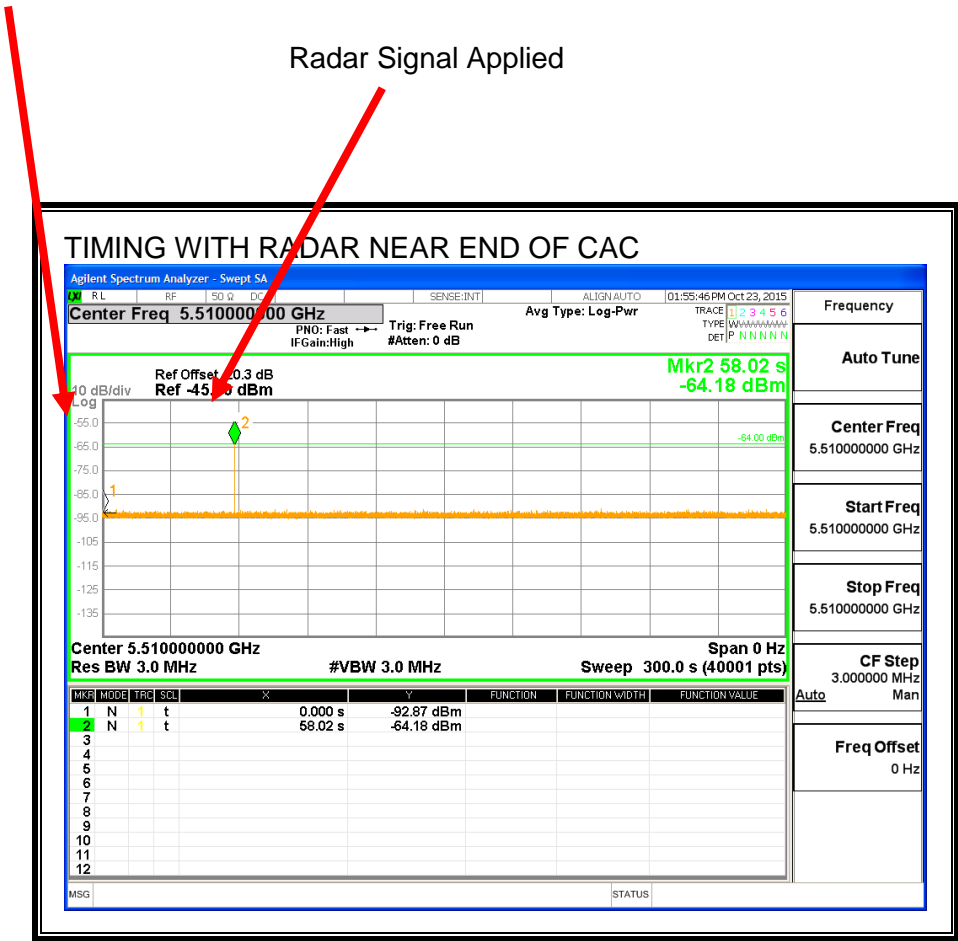 Radar Signal Applied
TIMING WITH RADAR NEAR END OF CAC
Agilent Spectrum Analyzer - Swept SA
LXI RL RF 50 Ω DC SENSE:INT ALIGN AUTO 01:55:46 PM Oct 23, 2015
Center Freq 5.510000000 GHz
PNO: Fast
IFGain:High
Trig: Free Run
#Atten: 0 dB
Avg Type: Log-Pwr
TRACE 1 2 3 4 5 6
TYPE WWWWWW
DET P N N N N N
Mkr2 58.02 s
-64.18 dBm
Ref Offset 0.3 dB
Ref -45. dBm
10 dB/div
Log
-55.0
-65.0
-75.0
-85.0
-95.0
-105
-115
-125
-135
1
2
-64.00 dBm
Center 5.510000000 GHz Span 0 Hz
Res BW 3.0 MHz #VBW 3.0 MHz Sweep 300.0 s (40001 pts)
MKR MODE TRC SCL X Y FUNCTION FUNCTION WIDTH FUNCTION VALUE
1 N 1 t 0.000 s -92.87 dBm
2 N 1 t 58.02 s -64.18 dBm
3
4
5
6
7
8
9
10
11
12
MSG STATUS
Frequency
Auto Tune
Center Freq
5.510000000 GHz
Start Freq
5.510000000 GHz
Stop Freq
5.510000000 GHz
CF Step
3.000000 MHz
Auto Man
Freq Offset
0 Hz